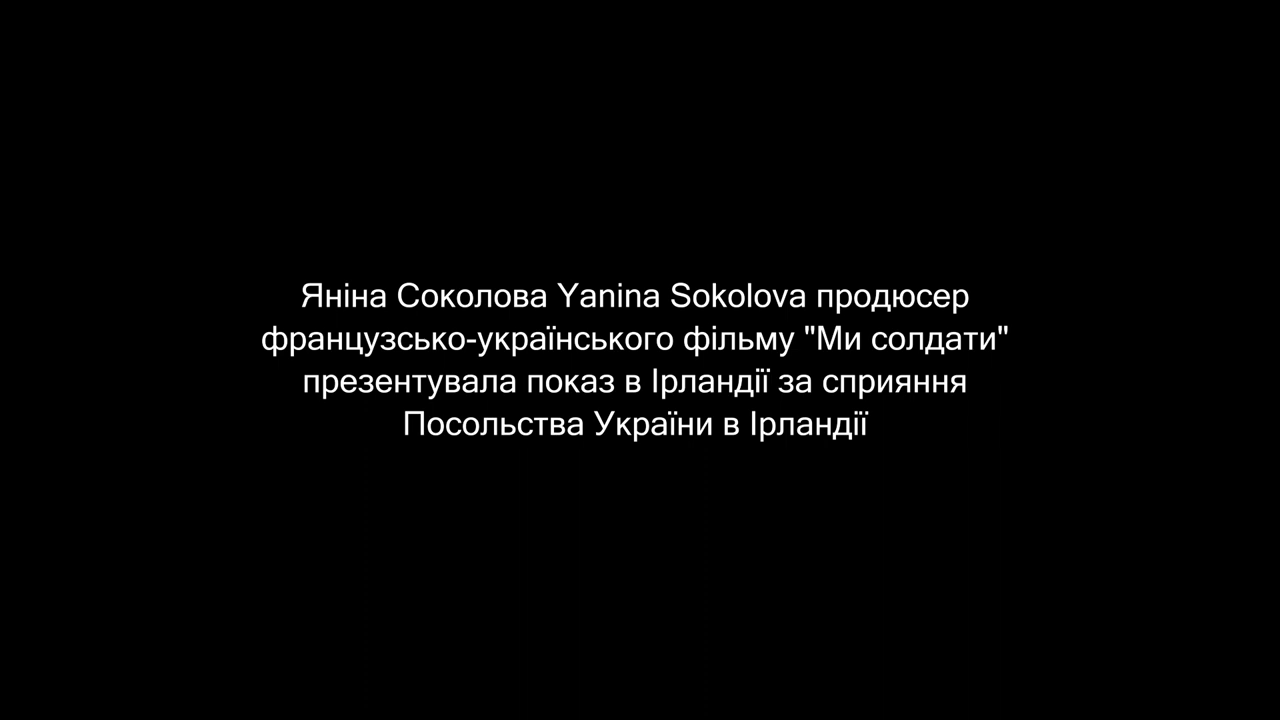 Яніна Соколова Yanina Sokolova продюсер
французсько-українського фільму "Ми солдати"
презентувала показ в Ірландії за сприяння
Посольства України в Ірландії